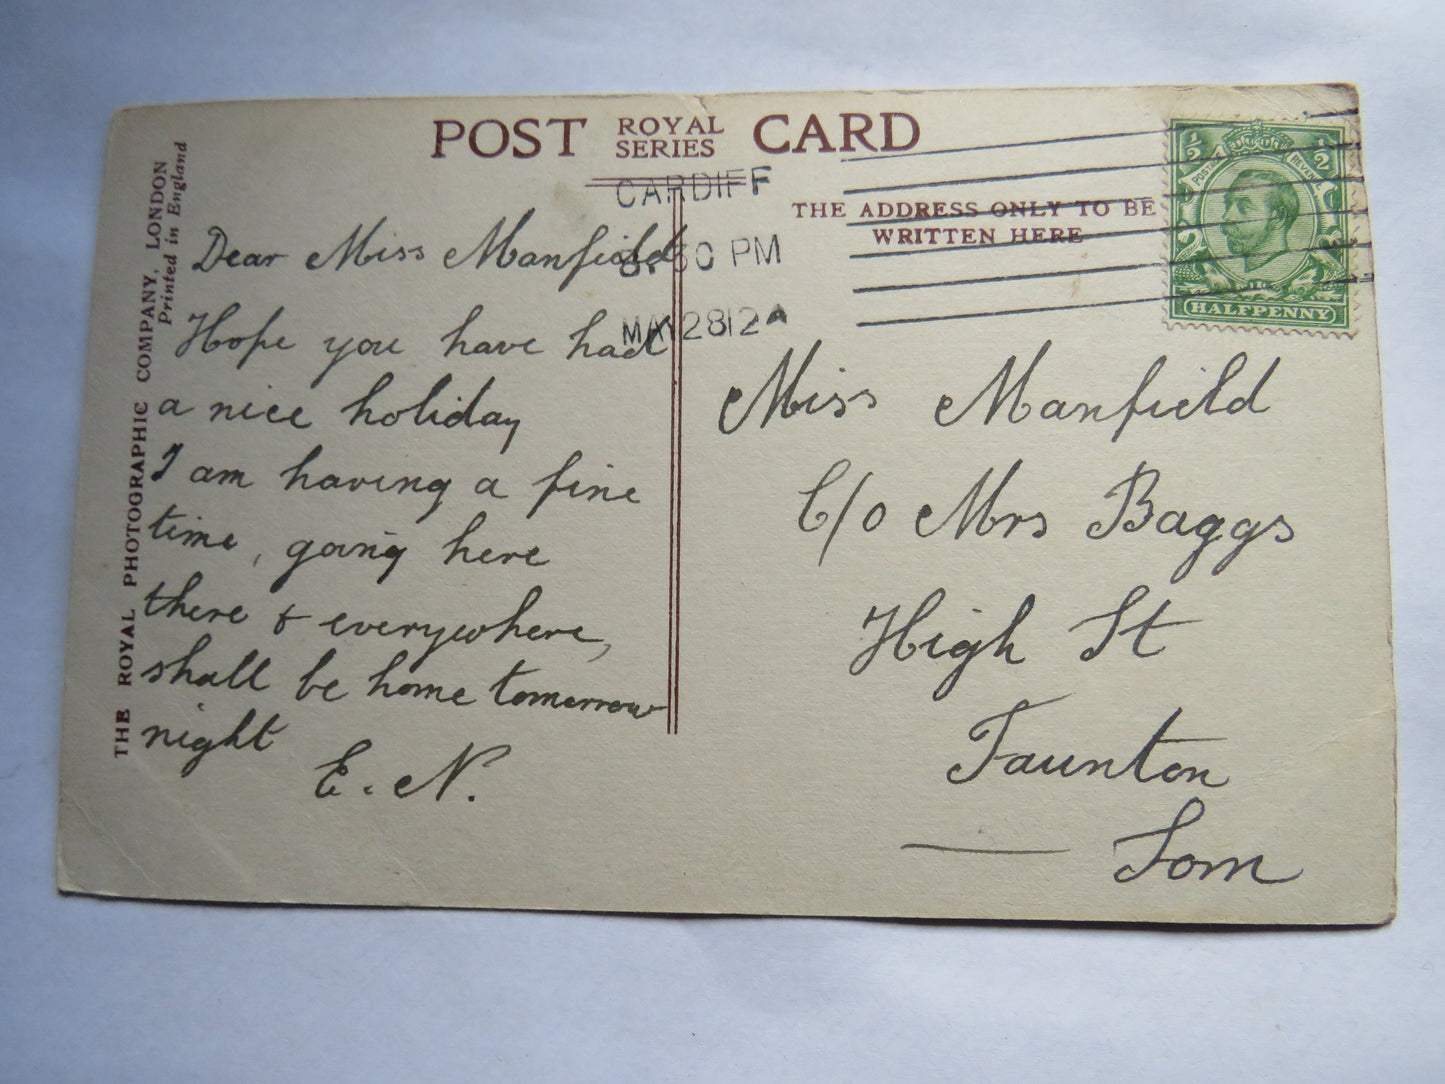 POST ROYAL SERIES CARD
THE ROYAL PHOTOGRAPHIC COMPANY, LONDON
Printed in England
CARDIFF
30 PM
MAY 28 12
THE ADDRESS ONLY TO BE
WRITTEN HERE
1/2 1/2
POSTAGE REVENUE
HALFPENNY
Dear Miss Manfield
Hope you have had
a nice holiday
I am having a fine
time, going here
there & everywhere,
shall be home tomorrow
night
E. N.
Miss Manfield
C/o Mrs Baggs
High St
Taunton
Som